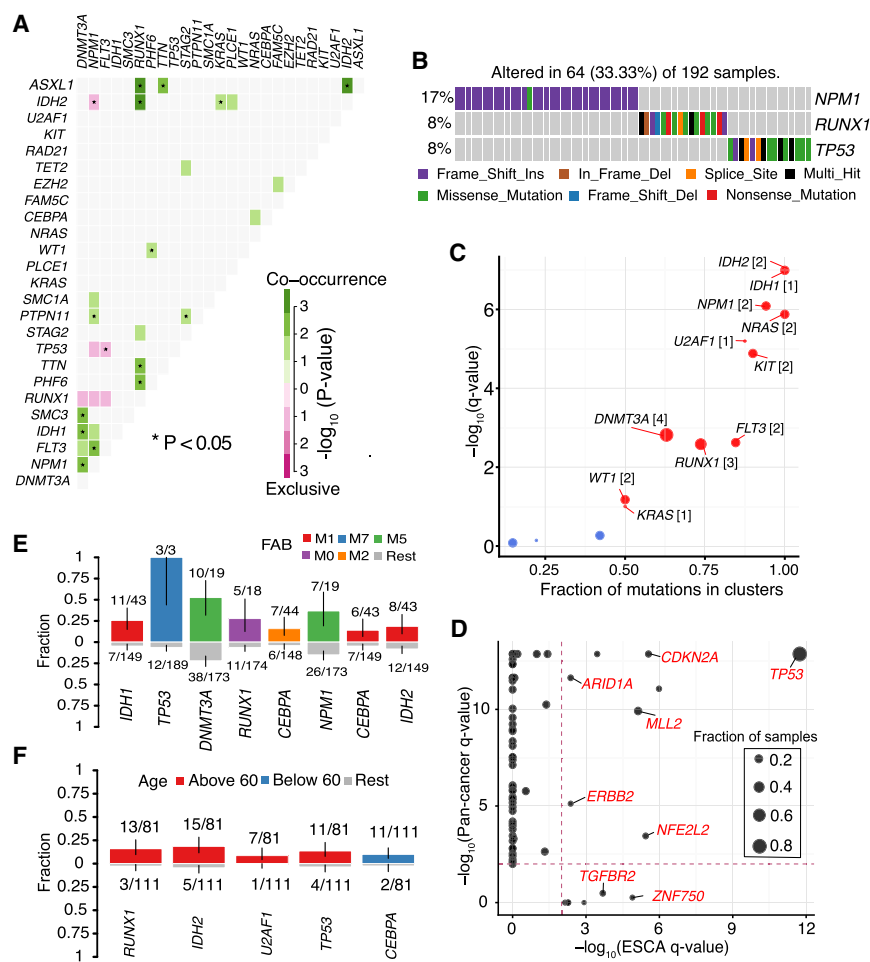 A
DNMT3A
NPM1
FLT3
IDH1
SMC3
RUNX1
PHF6
TTN
TP53
STAG2
PTPN11
SMC1A
KRAS
PLCE1
WT1
NRAS
CEBPA
FAM5C
EZH2
TET2
RAD21
KIT
U2AF1
IDH2
ASXL1
ASXL1
IDH2
U2AF1
KIT
RAD21
TET2
EZH2
FAM5C
CEBPA
NRAS
WT1
PLCE1
KRAS
SMC1A
PTPN11
STAG2
TP53
TTN
PHF6
RUNX1
SMC3
IDH1
FLT3
NPM1
DNMT3A
Co-occurrence
3
2
1
0
1
2
3
-log10 (P-value)
Exclusive
* P < 0.05
B
Altered in 64 (33.33%) of 192 samples.
17% NPM1
8% RUNX1
8% TP53
Frame_Shift_Ins In_Frame_Del Splice_Site Multi_Hit
Missense_Mutation Frame_Shift_Del Nonsense_Mutation
C
−log10(q-value)
6
4
2
0
IDH2 [2]
IDH1 [1]
NPM1 [2]
NRAS [2]
U2AF1 [1]
KIT [2]
DNMT3A [4]
FLT3 [2]
RUNX1 [3]
WT1 [2]
KRAS [1]
0.25 0.50 0.75 1.00
Fraction of mutations in clusters
D
−log10(Pan-cancer q-value)
10
5
0
CDKN2A
TP53
ARID1A
MLL2
Fraction of samples
0.2
0.4
0.6
0.8
ERBB2
NFE2L2
TGFBR2
ZNF750
0 3 6 9 12
−log10(ESCA q-value)
E
FAB M1 M7 M5
M0 M2 Rest
Fraction
1
0.75
0.5
0.25
0
0.25
0.5
0.75
1
11/43 3/3 10/19 5/18 7/44 7/19 6/43 8/43
7/149 12/189 38/173 11/174 6/148 26/173 7/149 12/149
IDH1 TP53 DNMT3A RUNX1 CEBPA NPM1 CEBPA IDH2
F
Age Above 60 Below 60 Rest
Fraction
1
0.75
0.5
0.25
0
0.25
0.5
0.75
1
13/81 15/81 7/81 11/81 11/111
3/111 5/111 1/111 4/111 2/81
RUNX1 IDH2 U2AF1 TP53 CEBPA